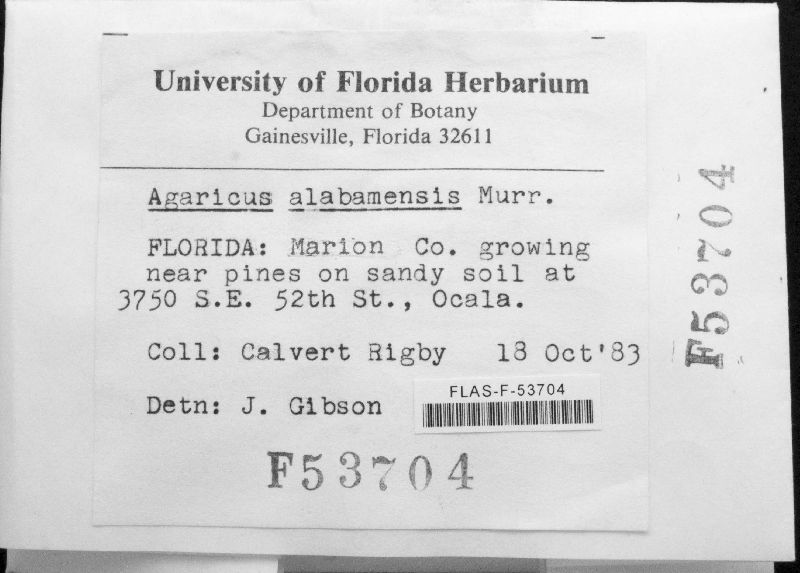 University of Florida Herbarium
Department of Botany
Gainesville, Florida 32611
Agaricus alabamensis Murr.
FLORIDA: Marion Co. growing
near pines on sandy soil at
3750 S.E. 52th St., Ocala.
Coll: Calvert Rigby 18 Oct'83
Detn: J. Gibson
FLAS-F-53704
F53704
F53704